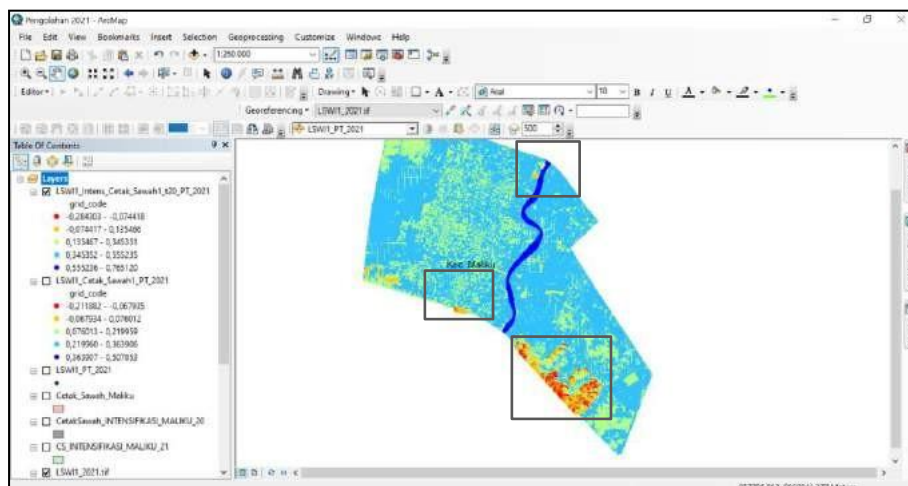 Pengolahan 2021 - ArcMap
File Edit View Bookmarks Insert Selection Geoprocessing Customize Windows Help
1:250.000
Editor Drawing Arial 10 B I U A
Georeferencing LSWI1_2021.tif
LSWI1_PT_2021 500
Table Of Contents
Layers
LSWI1_Intens_Cetak_Sawah1_t20_PT_2021
grid_code
-0,284303 - -0,074418
-0,074417 - 0,135466
0,135467 - 0,345351
0,345352 - 0,555235
0,555236 - 0,765120
LSWI1_Cetak_Sawah1_PT_2021
grid_code
-0,211882 - -0,067935
-0,067934 - 0,076012
0,076013 - 0,219959
0,219960 - 0,363906
0,363907 - 0,507853
LSWI1_PT_2021
Cetak_Sawah_Maliku
CetakSawah_INTENSIFIKASI_MALIKU_20
CS_INTENSIFIKASI_MALIKU_21
LSWI1_2021.tif
Kec. Maliku